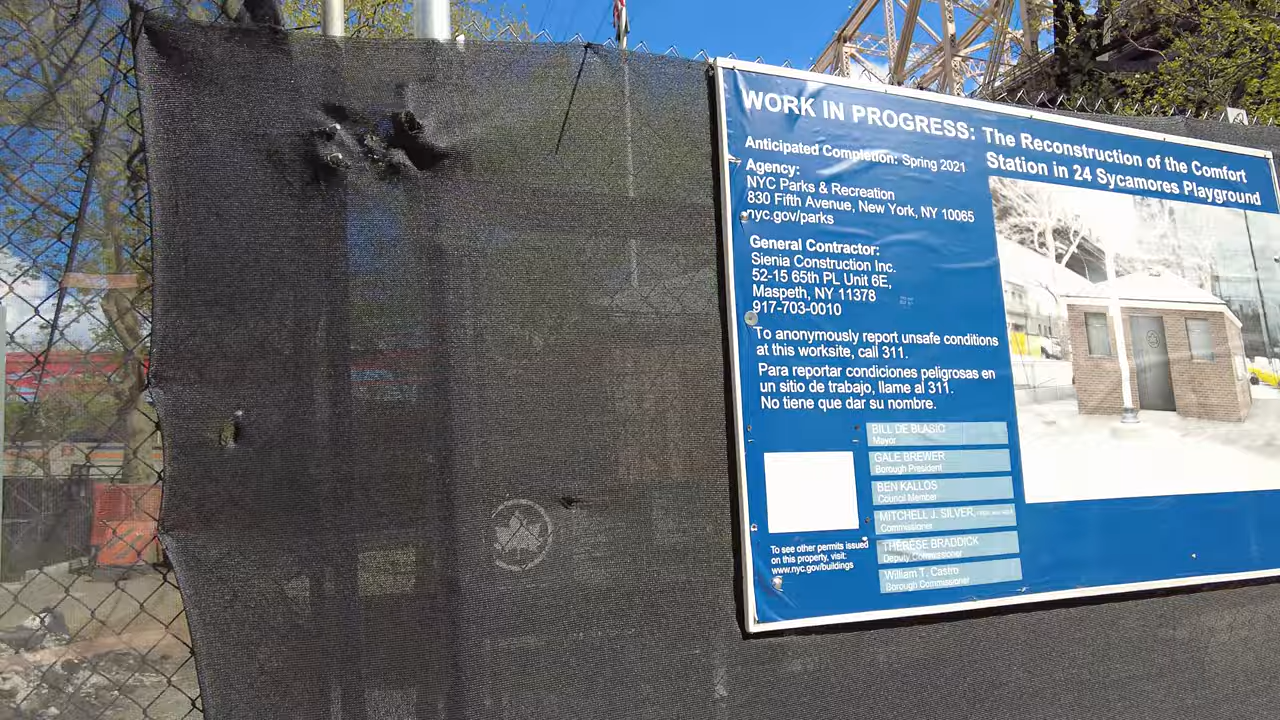 WORK IN PROGRESS: The Reconstruction of the Comfort
Station in 24 Sycamores Playground
Anticipated Completion: Spring 2021
Agency:
NYC Parks & Recreation
830 Fifth Avenue, New York, NY 10065
nyc.gov/parks
General Contractor:
Sienia Construction Inc.
52-15 65th PL Unit 6E,
Maspeth, NY 11378
917-703-0010
To anonymously report unsafe conditions
at this worksite, call 311.
Para reportar condiciones peligrosas en
un sitio de trabajo, llame al 311.
No tiene que dar su nombre.
BILL DE BLASIO
Mayor
GALE BREWER
Borough President
BEN KALLOS
Council Member
MITCHELL J. SILVER,
Commissioner
THERESE BRADDICK
Deputy Commissioner
William T. Castro
Borough Commissioner
To see other permits issued
on this property, visit:
www.nyc.gov/buildings